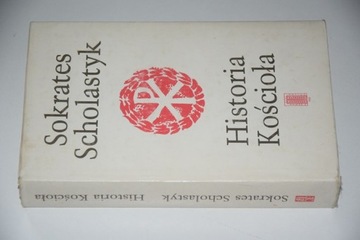 Sokrates
Scholastyk
Historia
Kościoła
Sokrates Scholastyk Historia Kościoła